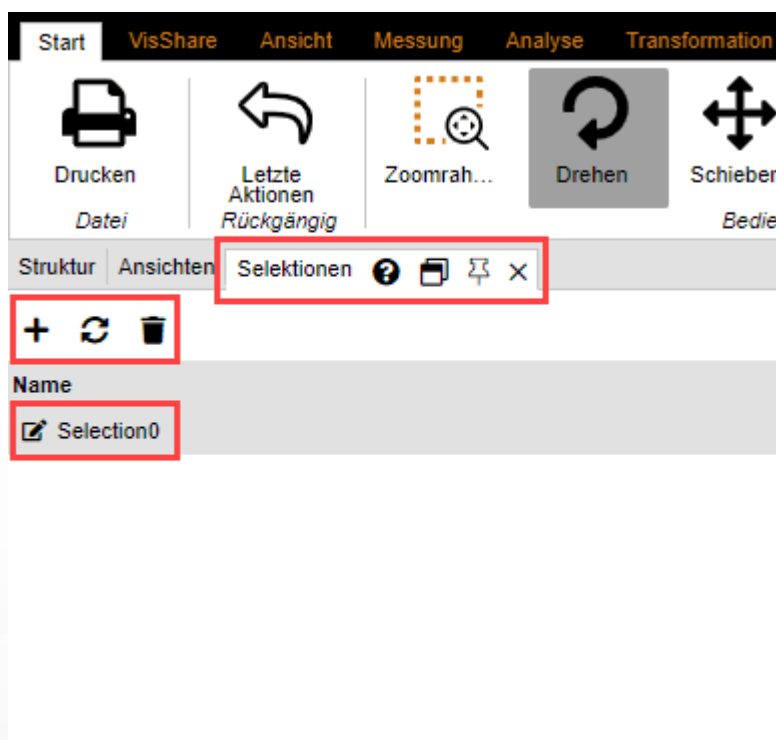 Start VisShare Ansicht Messung Analyse Transformation
Drucken Letzte Aktionen Zoomrah... Drehen
Datei Rückgängig
Struktur Ansichten Selektionen
Name
Selection0